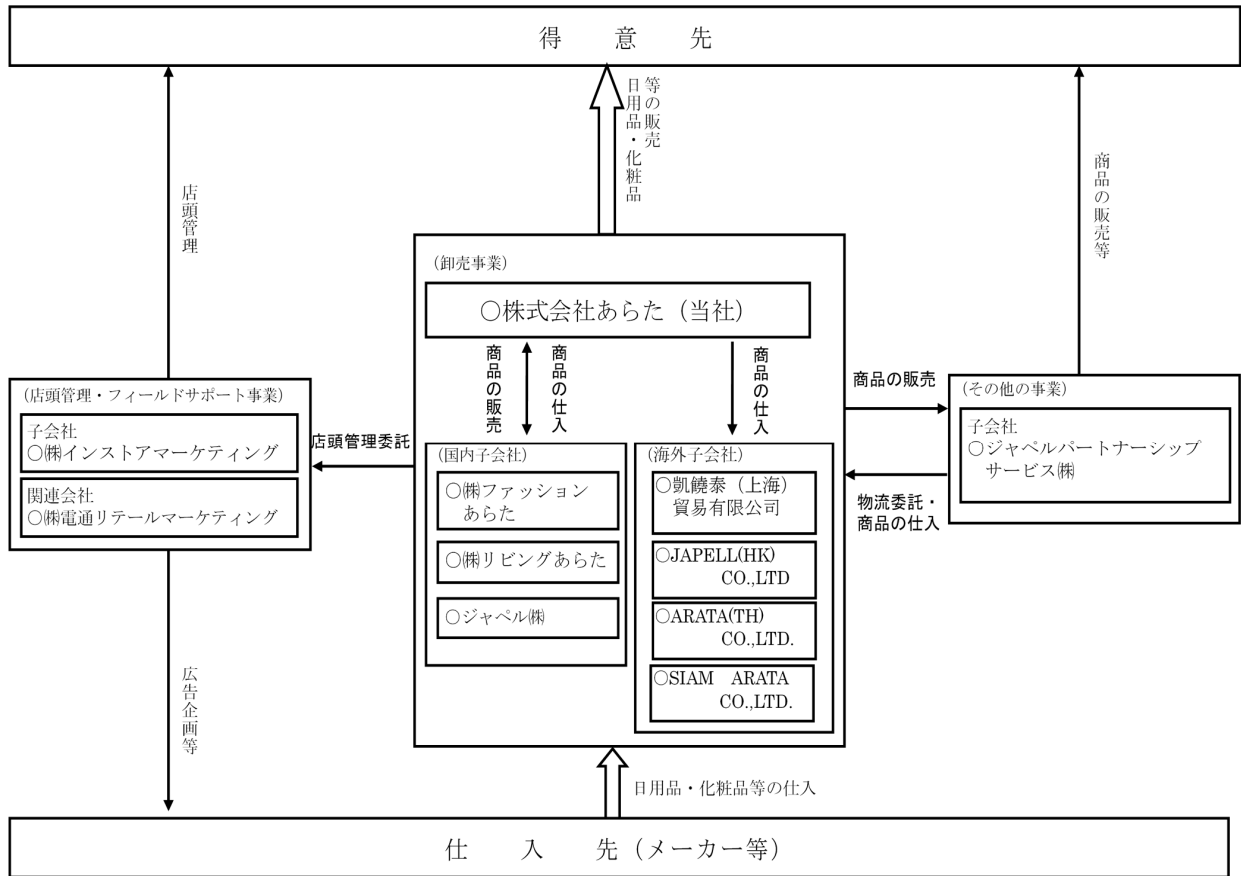 得　意　先
等の販売
日用品・化粧品
店頭管理
商品の販売等
(卸売事業)
○株式会社あらた（当社）
商品の販売
商品の仕入
商品の仕入
商品の販売
(店頭管理・フィールドサポート事業)
子会社
○㈱インストアマーケティング
関連会社
○㈱電通リテールマーケティング
店頭管理委託
(国内子会社)
○㈱ファッション
あらた
○㈱リビングあらた
○ジャペル㈱
(海外子会社)
○凱饒泰（上海）
貿易有限公司
○JAPELL(HK)
CO.,LTD
○ARATA(TH)
CO.,LTD.
○SIAM ARATA
CO.,LTD.
(その他の事業)
子会社
○ジャペルパートナーシップ
サービス㈱
物流委託・
商品の仕入
広告企画等
日用品・化粧品等の仕入
仕　入　先（メーカー等）